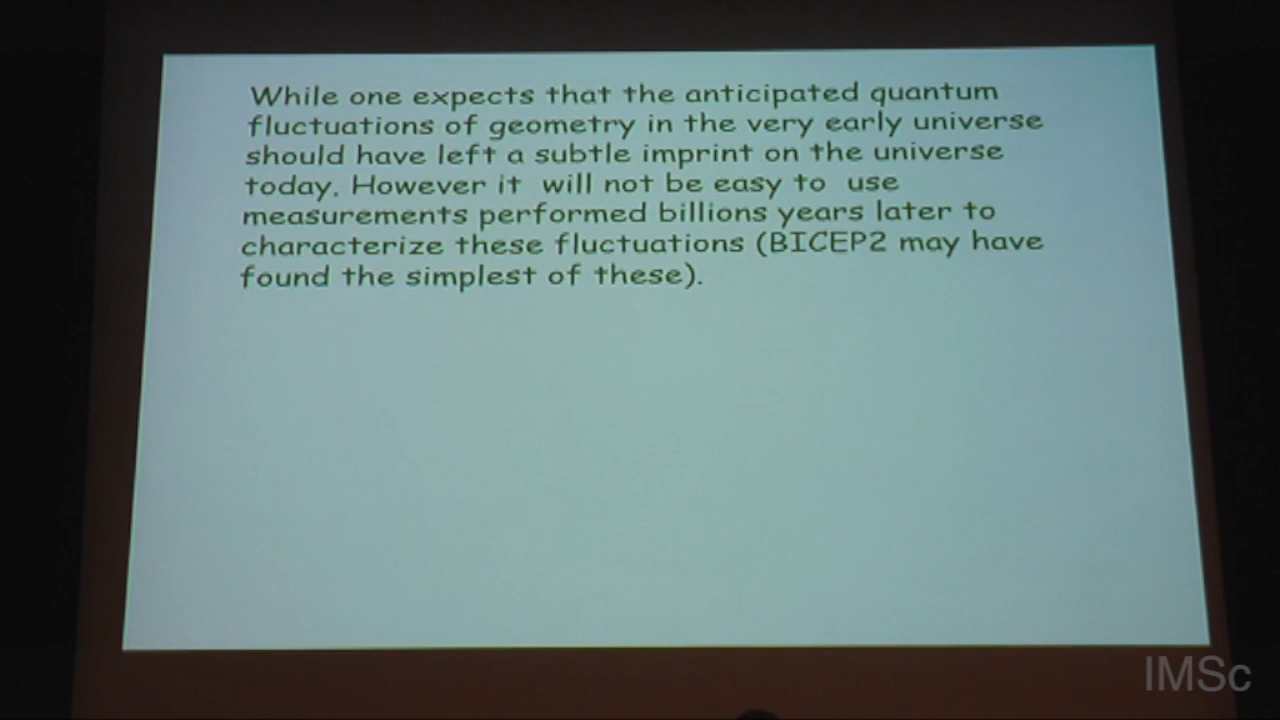 While one expects that the anticipated quantum
fluctuations of geometry in the very early universe
should have left a subtle imprint on the universe
today. However it will not be easy to use
measurements performed billions years later to
characterize these fluctuations (BICEP2 may have
found the simplest of these).
IMSc